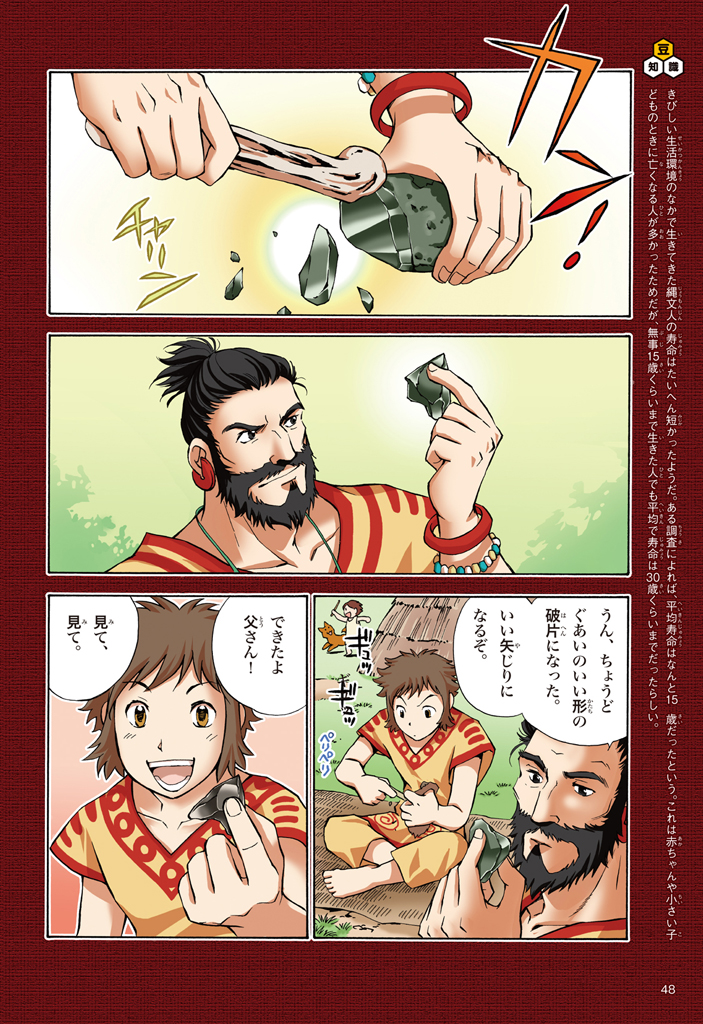 豆
知識
きびしい生活環境のなかで生きてきた縄文人の寿命はたいへん短かったようだ。ある調査によれば、平均寿命はなんと15歳だったという。これは赤ちゃんや小さい子
どものときに亡くなる人が多かったためだが、無事15歳くらいまで生きた人でも平均で寿命は30歳くらいまでだったらしい。
カッ!
チャリン
うん、ちょうど
ぐあいのいい形の
破片になった。
いい矢じりに
なるぞ。
ギュッ
ギュッ
ペリペリ
できたよ
父さん!
見て、
見て。
48